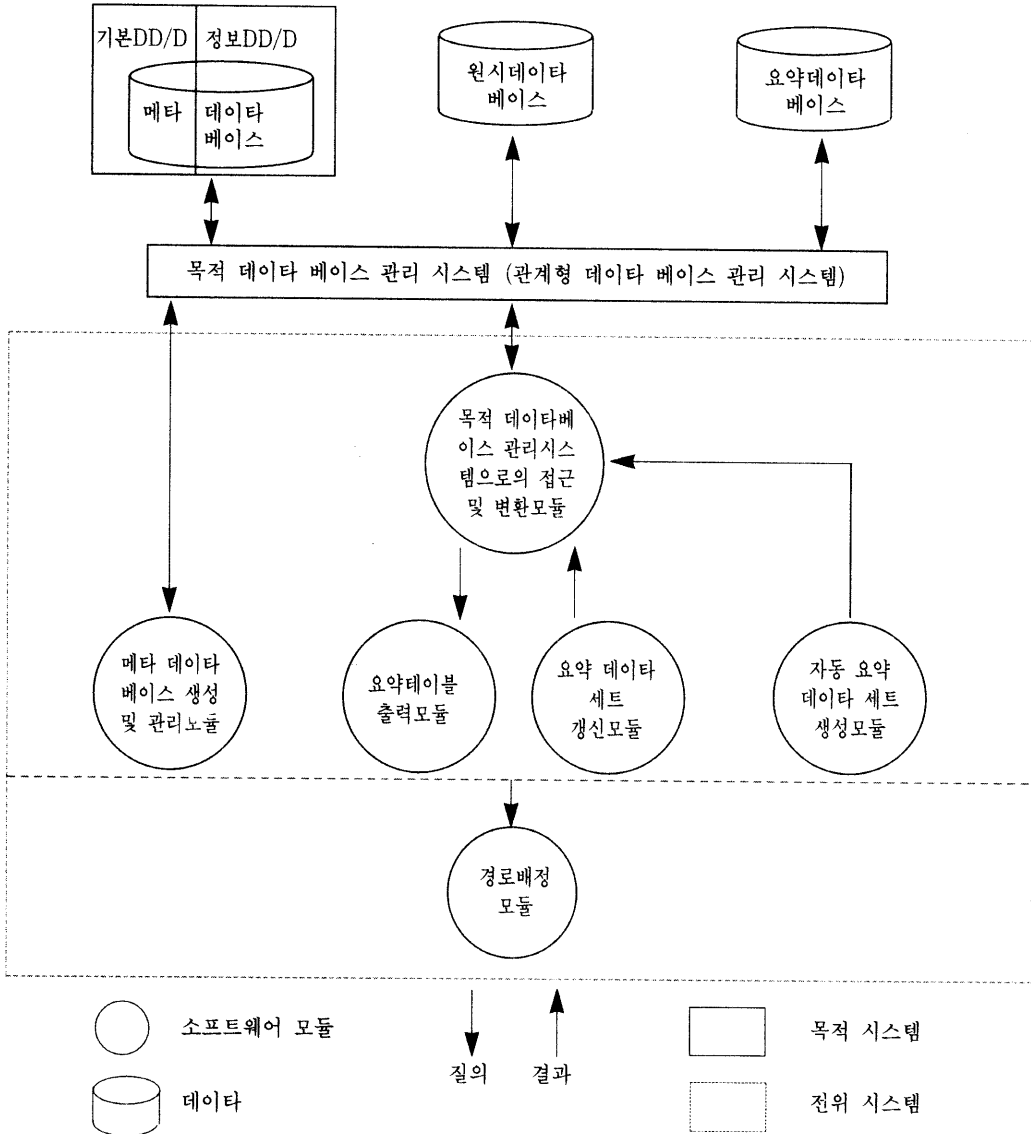 기본DD/D 정보DD/D
메타 데이타
베이스
원시데이타
베이스
요약데이타
베이스
목적 데이타 베이스 관리 시스템 (관계형 데이타 베이스 관리 시스템)
목적 데이타베
이스 관리시스
템으로의 접근
및 변환모듈
메타 데이타
베이스 생성
및 관리노듈
요약테이블
출력모듈
요약 데이타
세트
갱신모듈
자동 요약
데이타 세트
생성모듈
경로배정
모듈
소프트웨어 모듈
데이타
질의 결과
목적 시스템
전위 시스템